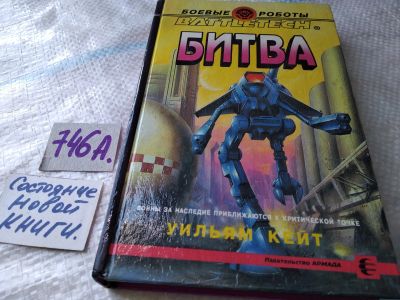 БОЕВЫЕ РОБОТЫ
BATTLETECH®
БИТВА
746А.
Состояние
новой
книги.
ВОЙНЫ ЗА НАСЛЕДИЕ ПРИБЛИЖАЮТСЯ К КРИТИЧЕСКОЙ ТОЧКЕ
УИЛЬЯМ КЕЙТ
Издательство АРМАДА